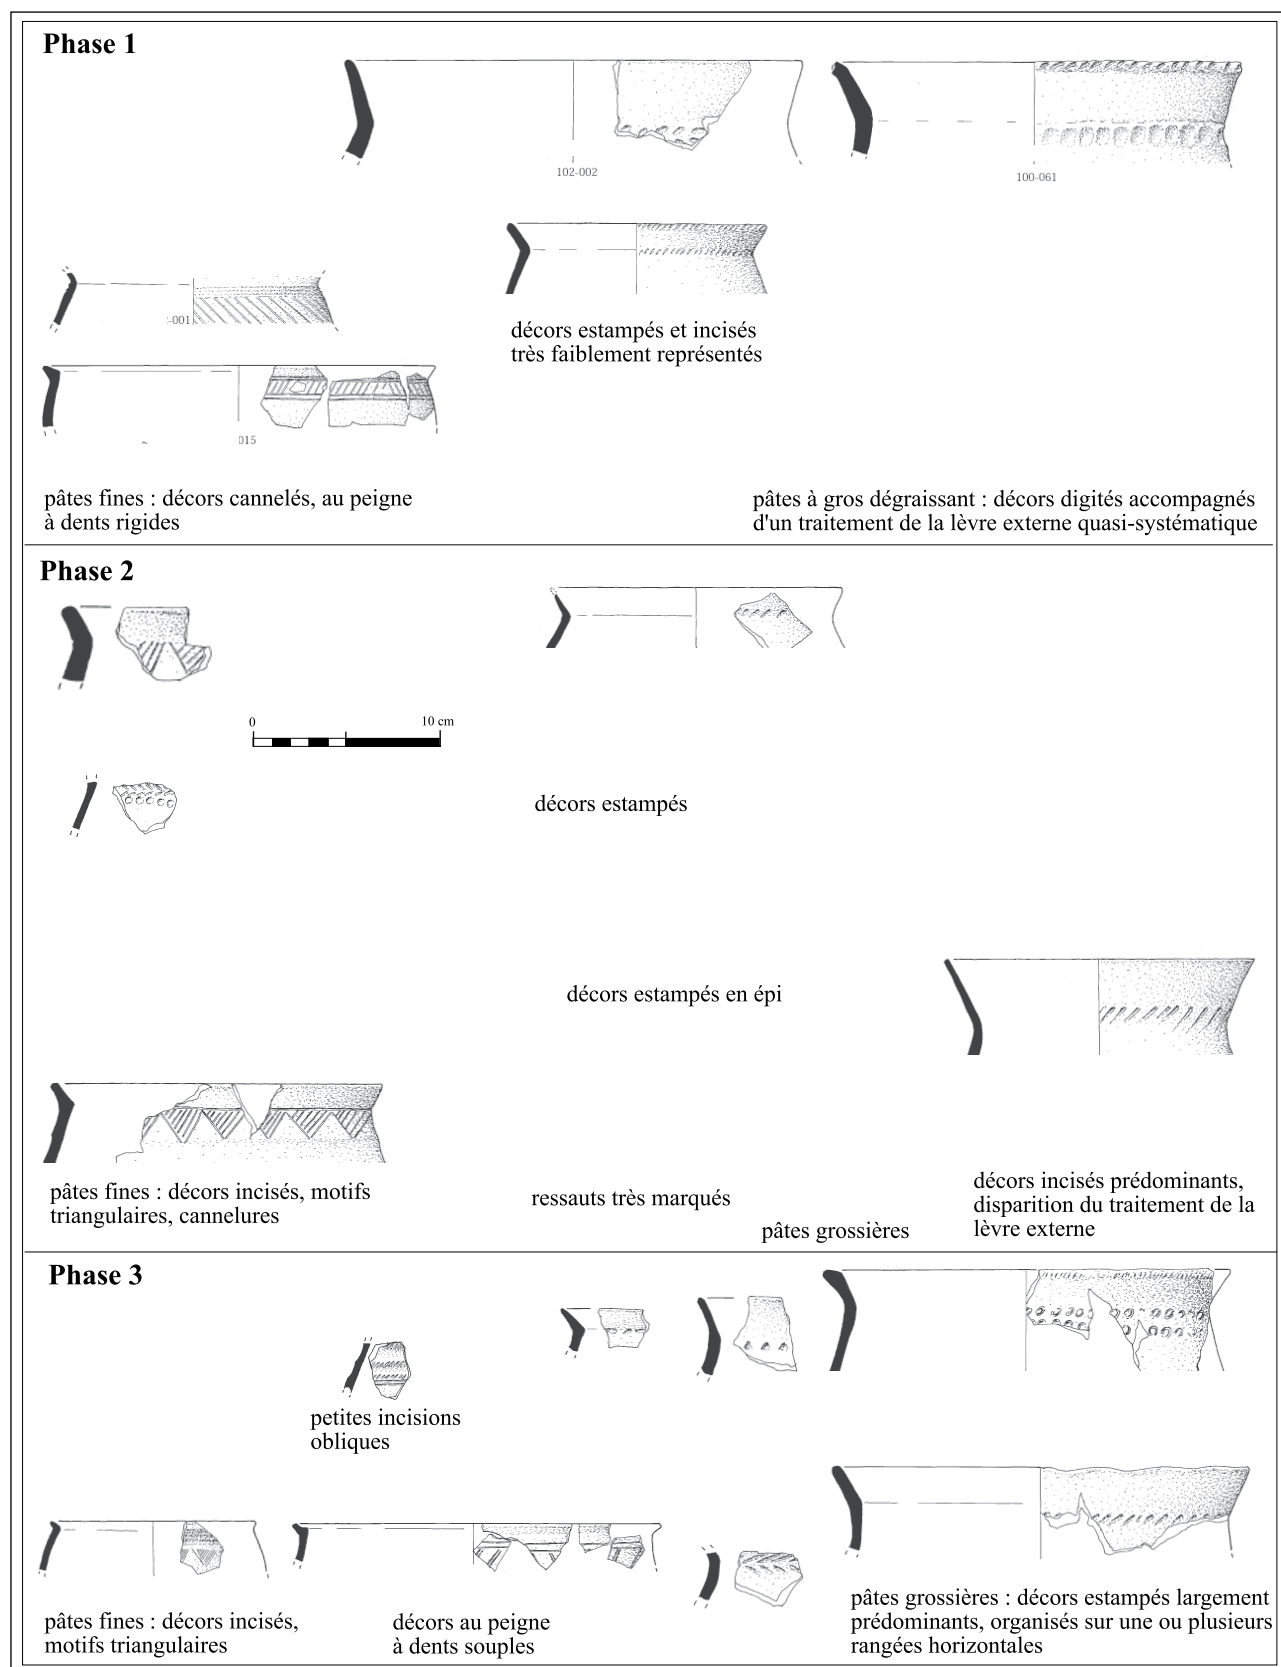 Phase 1
102-002
100-061
-001
décors estampés et incisés
très faiblement représentés
015
pâtes fines : décors cannelés, au peigne
à dents rigides
pâtes à gros dégraissant : décors digités accompagnés
d'un traitement de la lèvre externe quasi-systématique
Phase 2
0
10 cm
décors estampés
décors estampés en épi
pâtes fines : décors incisés, motifs
triangulaires, cannelures
ressauts très marqués
pâtes grossières
décors incisés prédominants,
disparition du traitement de la
lèvre externe
Phase 3
petites incisions
obliques
pâtes fines : décors incisés,
motifs triangulaires
décors au peigne
à dents souples
pâtes grossières : décors estampés largement
prédominants, organisés sur une ou plusieurs
rangées horizontales